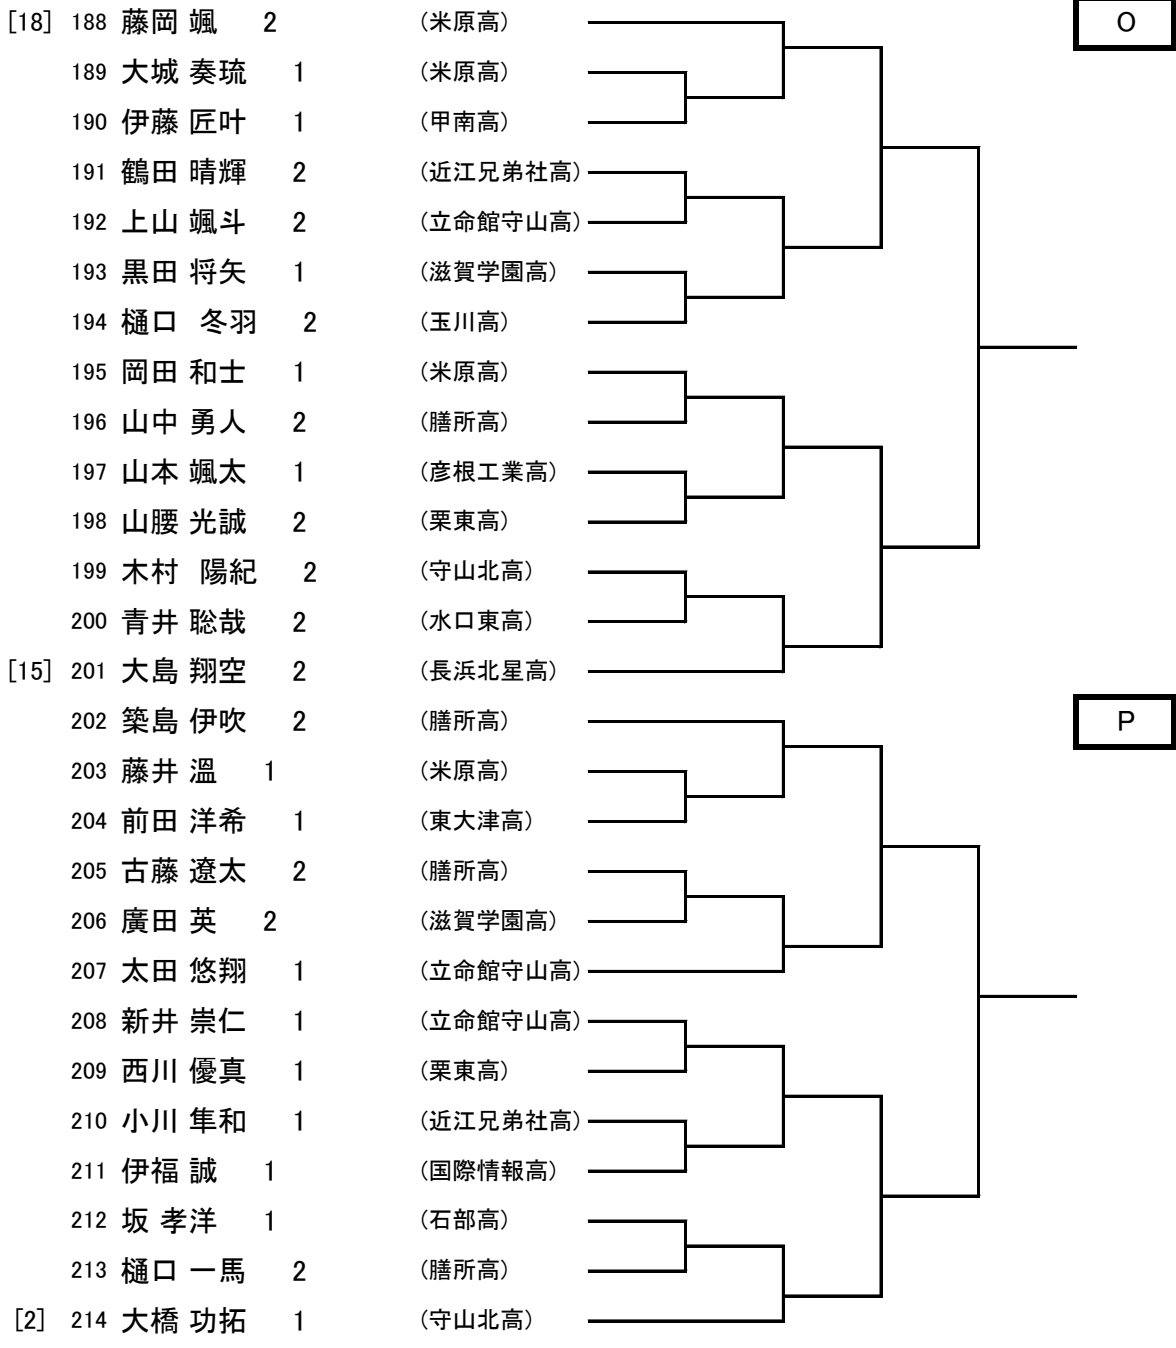 [18] 188 藤岡 颯 2 (米原高) O
189 大城 奏琉 1 (米原高)
190 伊藤 匠叶 1 (甲南高)
191 鶴田 晴輝 2 (近江兄弟社高)
192 上山 颯斗 2 (立命館守山高)
193 黒田 将矢 1 (滋賀学園高)
194 樋口 冬羽 2 (玉川高)
195 岡田 和士 1 (米原高)
196 山中 勇人 2 (膳所高)
197 山本 颯太 1 (彦根工業高)
198 山腰 光誠 2 (栗東高)
199 木村 陽紀 2 (守山北高)
200 青井 聡哉 2 (水口東高)
[15] 201 大島 翔空 2 (長浜北星高)
202 築島 伊吹 2 (膳所高) P
203 藤井 溫 1 (米原高)
204 前田 洋希 1 (東大津高)
205 古藤 遼太 2 (膳所高)
206 廣田 英 2 (滋賀学園高)
207 太田 悠翔 1 (立命館守山高)
208 新井 崇仁 1 (立命館守山高)
209 西川 優真 1 (栗東高)
210 小川 隼和 1 (近江兄弟社高)
211 伊福 誠 1 (国際情報高)
212 坂 孝洋 1 (石部高)
213 樋口 一馬 2 (膳所高)
[2] 214 大橋 功拓 1 (守山北高)